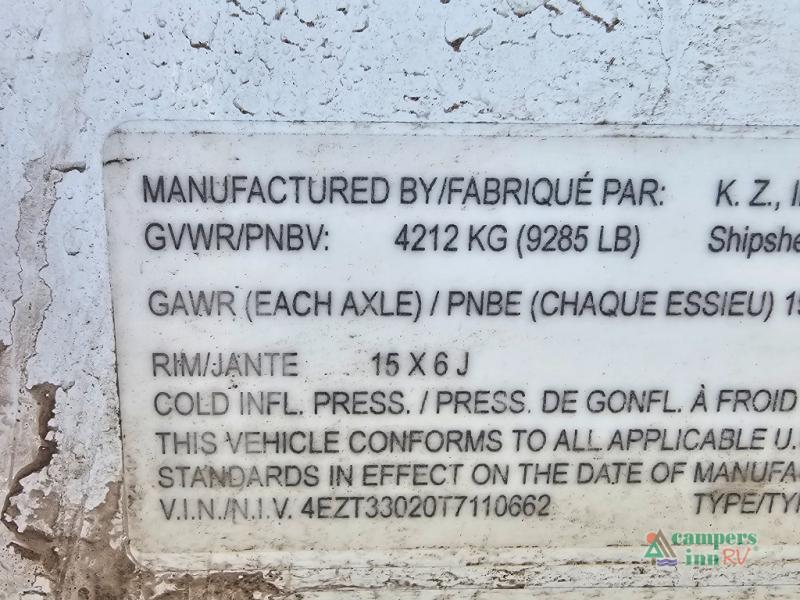 MANUFACTURED BY/FABRIQUÉ PAR: K. Z.,
GVWR/PNBV: 4212 KG (9285 LB) Shipshe
GAWR (EACH AXLE) / PNBE (CHAQUE ESSIEU) 15
RIM/JANTE 15 X 6 J
COLD INFL. PRESS. / PRESS. DE GONFL. À FROID
THIS VEHICLE CONFORMS TO ALL APPLICABLE U.
STANDARDS IN EFFECT ON THE DATE OF MANUFA
V.I.N./N.I.V. 4EZT33020T7110662 TYPE/TY
campers
inn RV